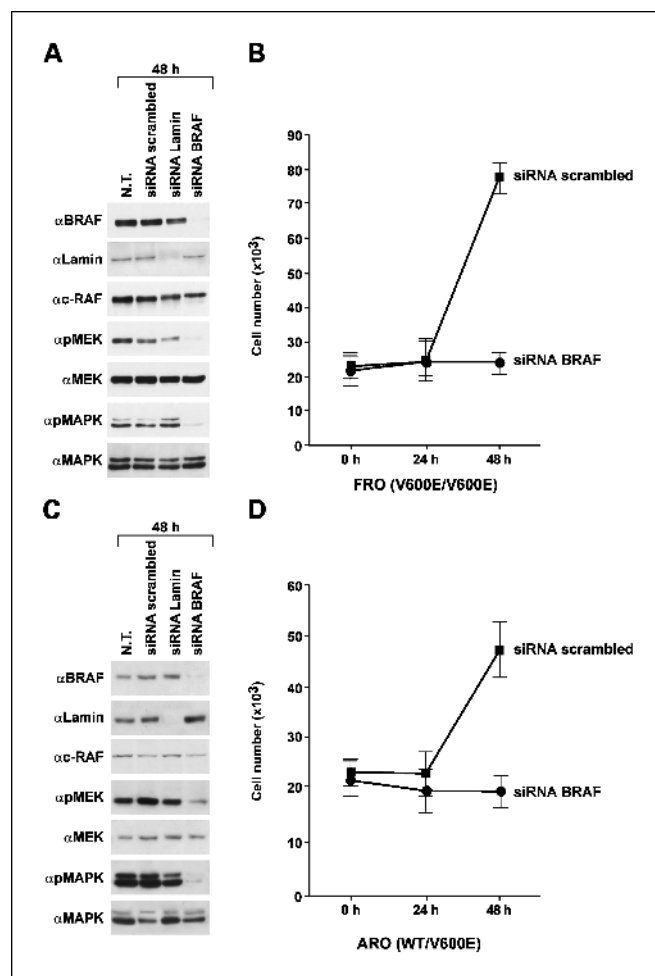 A
48 h
N.T.
siRNA scrambled
siRNA Lamin
siRNA BRAF
αBRAF
αLamin
αc-RAF
αpMEK
αMEK
αpMAPK
αMAPK
B
90
80
70
60
50
40
30
20
10
0
Cell number (x10³)
siRNA scrambled
siRNA BRAF
0 h
24 h
48 h
FRO (V600E/V600E)
C
48 h
N.T.
siRNA scrambled
siRNA Lamin
siRNA BRAF
αBRAF
αLamin
αc-RAF
αpMEK
αMEK
αpMAPK
αMAPK
D
60
50
40
30
20
10
0
Cell number (x10³)
siRNA scrambled
siRNA BRAF
0 h
24 h
48 h
ARO (WT/V600E)